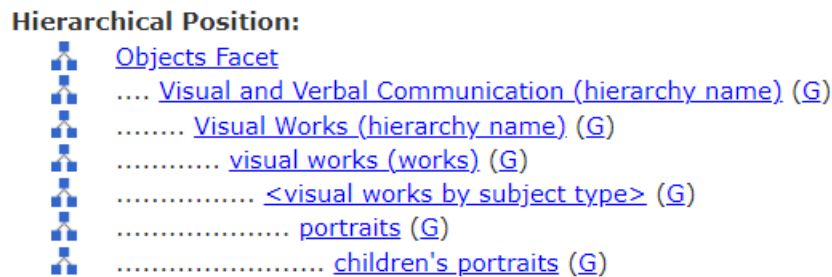 Hierarchical Position:
Objects Facet
.... Visual and Verbal Communication (hierarchy name) (G)
........ Visual Works (hierarchy name) (G)
............ visual works (works) (G)
................ <visual works by subject type> (G)
.................... portraits (G)
........................ children's portraits (G)